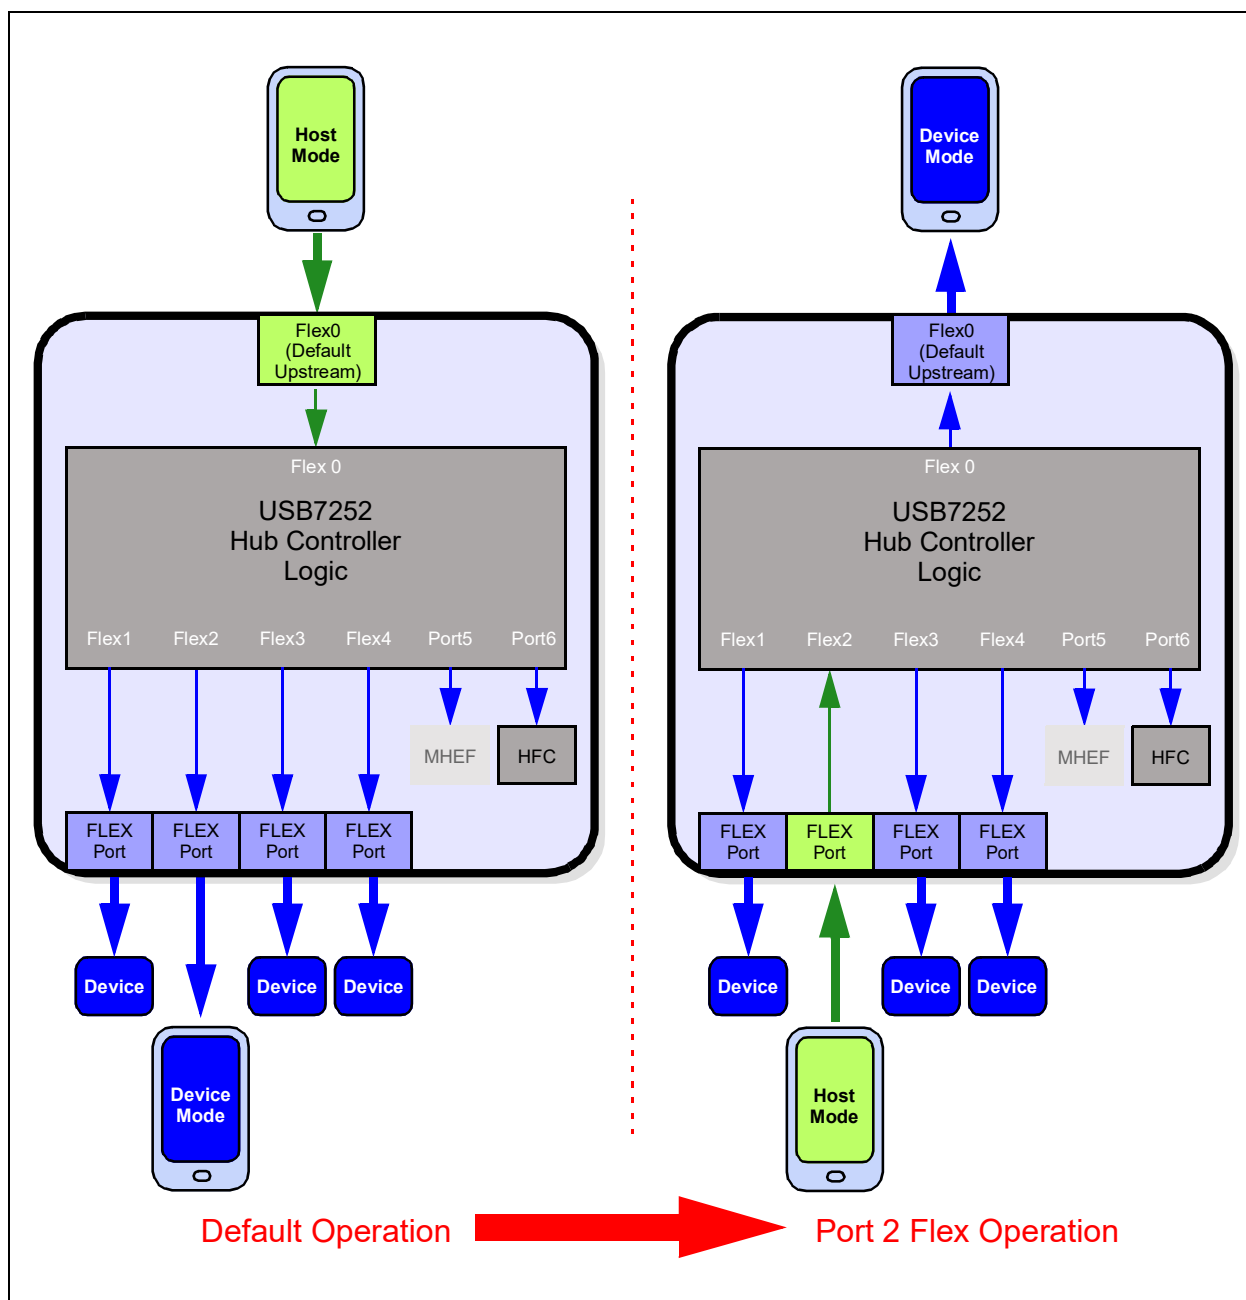 Host
Mode
Flex0
(Default
Upstream)
Flex 0
USB7252
Hub Controller
Logic
Flex1 Flex2 Flex3 Flex4 Port5 Port6
MHEF
HFC
FLEX
Port
FLEX
Port
FLEX
Port
FLEX
Port
Device
Device
Device
Device
Mode
Default Operation
Device
Mode
Flex0
(Default
Upstream)
Flex 0
USB7252
Hub Controller
Logic
Flex1 Flex2 Flex3 Flex4 Port5 Port6
MHEF
HFC
FLEX
Port
FLEX
Port
FLEX
Port
FLEX
Port
Device
Device
Device
Host
Mode
Port 2 Flex Operation